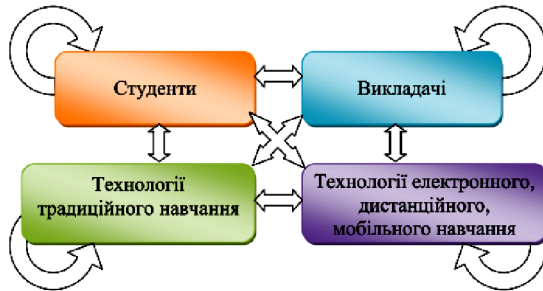 Студенти
Викладачі
Технології
традиційного навчання
Технології електронного,
дистанційного,
мобільного навчання